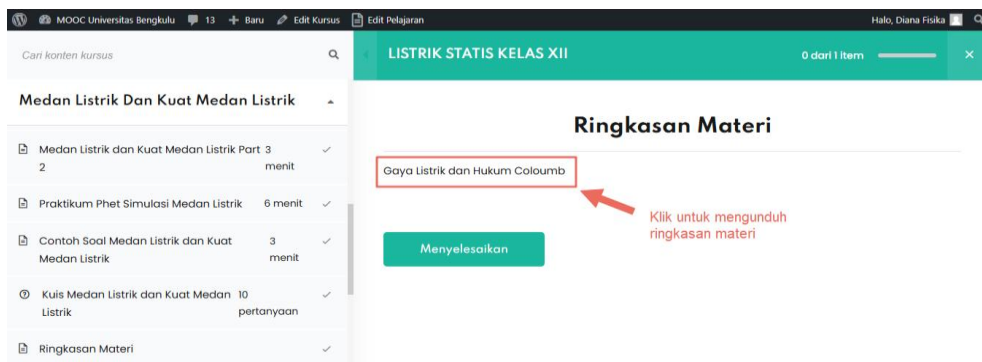 MOOC Universitas Bengkulu 13 Baru Edit Kursus Edit Pelajaran Halo, Diana Fisika
Cari konten kursus
LISTRIK STATIS KELAS XII 0 dari 1 item
Medan Listrik Dan Kuat Medan Listrik
Medan Listrik dan Kuat Medan Listrik Part 3
2 menit
Praktikum Phet Simulasi Medan Listrik 6 menit
Contoh Soal Medan Listrik dan Kuat 3
Medan Listrik menit
Kuis Medan Listrik dan Kuat Medan 10
Listrik pertanyaan
Ringkasan Materi
Ringkasan Materi
Gaya Listrik dan Hukum Coloumb
Klik untuk mengunduh
ringkasan materi
Menyelesaikan